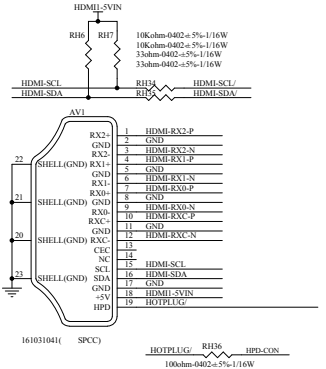 HDMI1-5VIN
RH6 RH7
10Kohm-0402-±5%-1/16W
10Kohm-0402-±5%-1/16W
33ohm-0402-±5%-1/16W
33ohm-0402-±5%-1/16W
HDMI-SCL RH34 HDMI-SCL/
HDMI-SDA RH35 HDMI-SDA/
AV1
RX2+ 1 HDMI-RX2-P
GND 2 GND
RX2- 3 HDMI-RX2-N
22 SHELL(GND) RX1+ 4 HDMI-RX1-P
GND 5 GND
RX1- 6 HDMI-RX1-N
RX0+ 7 HDMI-RX0-P
21 SHELL(GND) GND 8 GND
RX0- 9 HDMI-RX0-N
RXC+ 10 HDMI-RXC-P
GND 11 GND
20 SHELL(GND) RXC- 12 HDMI-RXC-N
CEC 13
NC 14
SCL 15 HDMI-SCL
23 SHELL(GND) SDA 16 HDMI-SDA
GND 17 GND
+5V 18 HDMI1-5VIN
HPD 19 HOTPLUG/
161031041( SPCC)
HOTPLUG/ RH36 HPD-CON
100ohm-0402-±5%-1/16W